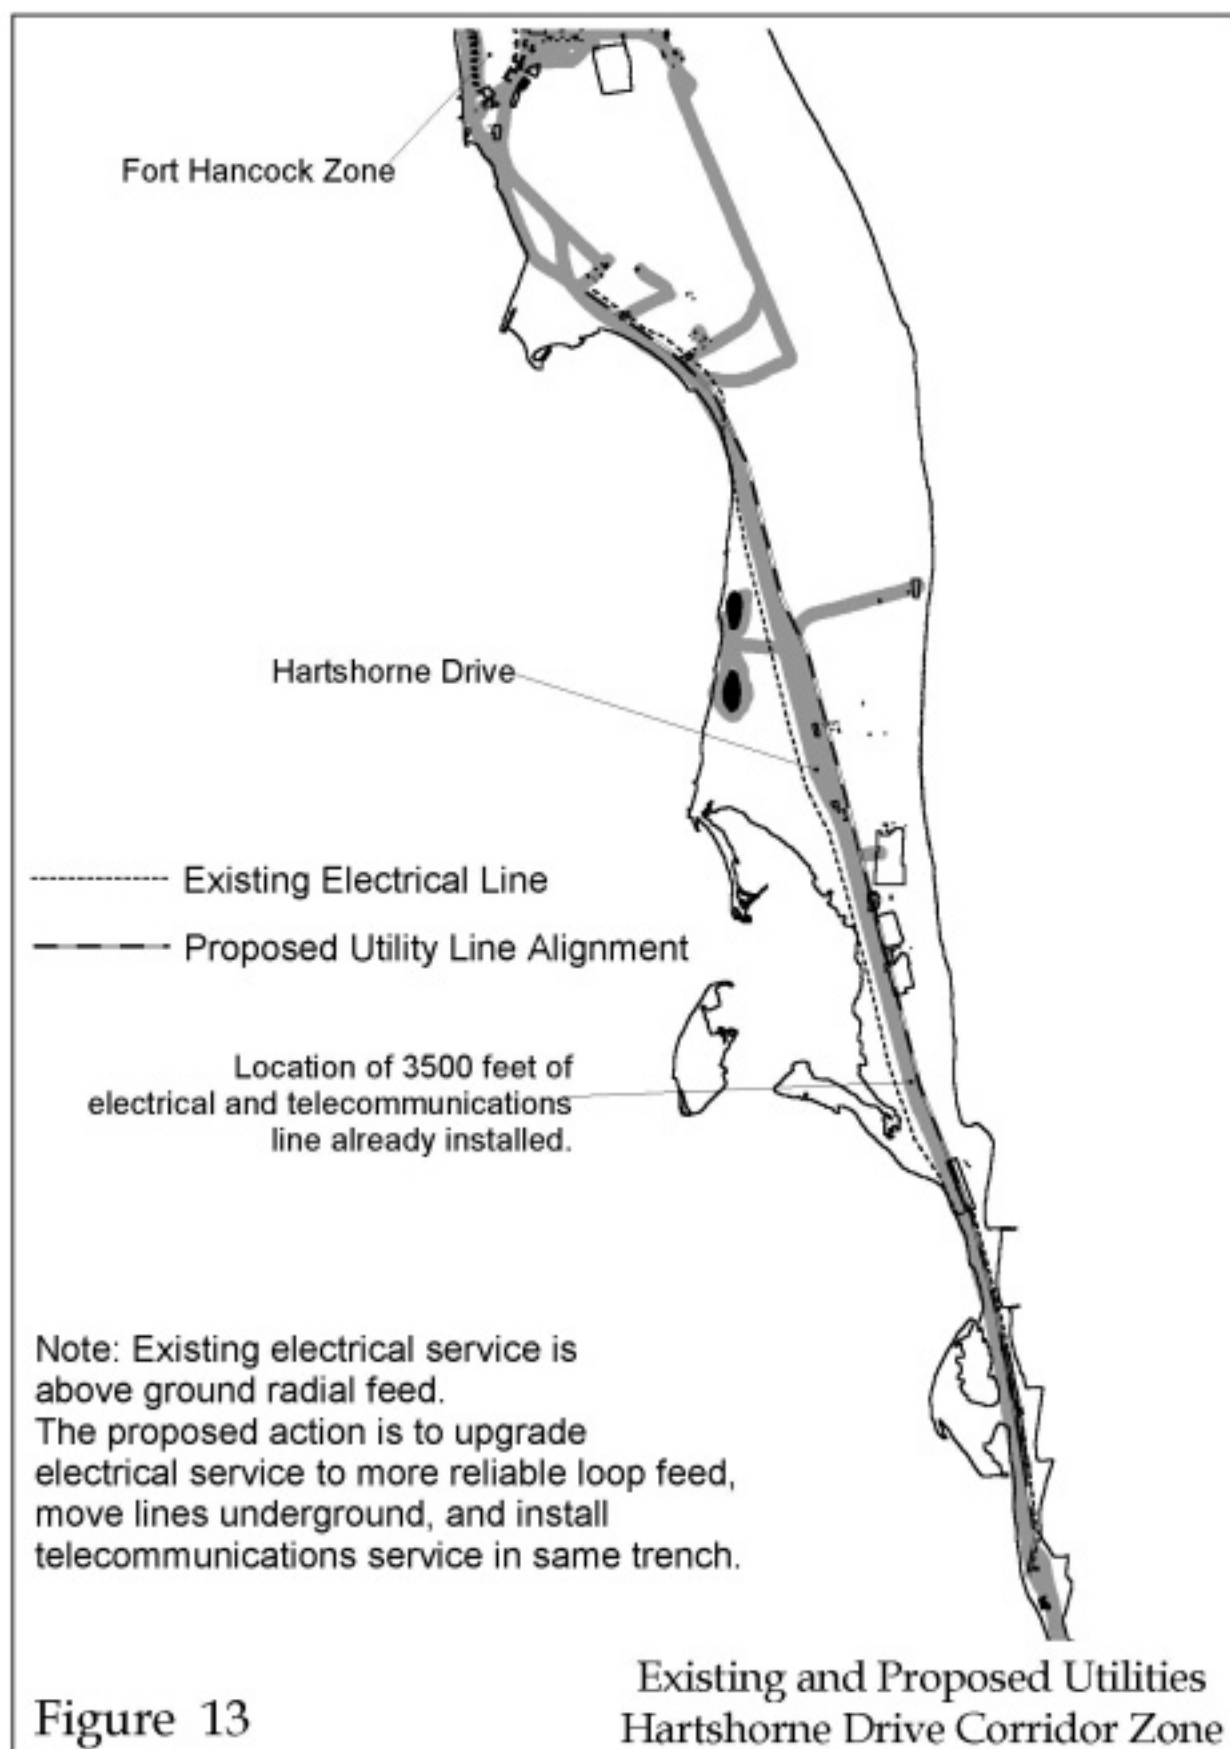 Fort Hancock Zone
Hartshorne Drive
Existing Electrical Line
Proposed Utility Line Alignment
Location of 3500 feet of
electrical and telecommunications
line already installed.
Note: Existing electrical service is
above ground radial feed.
The proposed action is to upgrade
electrical service to more reliable loop feed,
move lines underground, and install
telecommunications service in same trench.
Existing and Proposed Utilities
Hartshorne Drive Corridor Zone
Figure 13